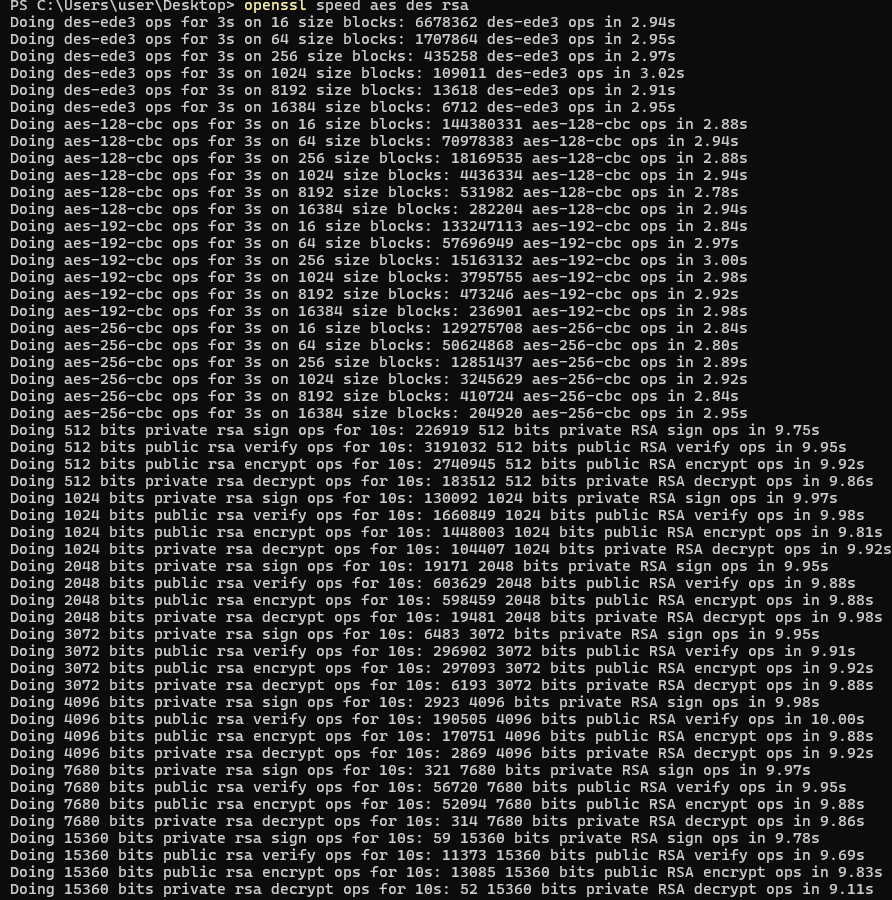 PS C:\Users\user\Desktop> openssl speed aes des rsa
Doing des-ede3 ops for 3s on 16 size blocks: 6678362 des-ede3 ops in 2.94s
Doing des-ede3 ops for 3s on 64 size blocks: 1707864 des-ede3 ops in 2.95s
Doing des-ede3 ops for 3s on 256 size blocks: 435258 des-ede3 ops in 2.97s
Doing des-ede3 ops for 3s on 1024 size blocks: 109011 des-ede3 ops in 3.02s
Doing des-ede3 ops for 3s on 8192 size blocks: 13618 des-ede3 ops in 2.91s
Doing des-ede3 ops for 3s on 16384 size blocks: 6712 des-ede3 ops in 2.95s
Doing aes-128-cbc ops for 3s on 16 size blocks: 144380331 aes-128-cbc ops in 2.88s
Doing aes-128-cbc ops for 3s on 64 size blocks: 70978383 aes-128-cbc ops in 2.94s
Doing aes-128-cbc ops for 3s on 256 size blocks: 18169535 aes-128-cbc ops in 2.88s
Doing aes-128-cbc ops for 3s on 1024 size blocks: 4436334 aes-128-cbc ops in 2.94s
Doing aes-128-cbc ops for 3s on 8192 size blocks: 531982 aes-128-cbc ops in 2.78s
Doing aes-128-cbc ops for 3s on 16384 size blocks: 282204 aes-128-cbc ops in 2.94s
Doing aes-192-cbc ops for 3s on 16 size blocks: 133247113 aes-192-cbc ops in 2.84s
Doing aes-192-cbc ops for 3s on 64 size blocks: 57696949 aes-192-cbc ops in 2.97s
Doing aes-192-cbc ops for 3s on 256 size blocks: 15163132 aes-192-cbc ops in 3.00s
Doing aes-192-cbc ops for 3s on 1024 size blocks: 3795755 aes-192-cbc ops in 2.98s
Doing aes-192-cbc ops for 3s on 8192 size blocks: 473246 aes-192-cbc ops in 2.92s
Doing aes-192-cbc ops for 3s on 16384 size blocks: 236901 aes-192-cbc ops in 2.98s
Doing aes-256-cbc ops for 3s on 16 size blocks: 129275708 aes-256-cbc ops in 2.84s
Doing aes-256-cbc ops for 3s on 64 size blocks: 50624868 aes-256-cbc ops in 2.80s
Doing aes-256-cbc ops for 3s on 256 size blocks: 12851437 aes-256-cbc ops in 2.89s
Doing aes-256-cbc ops for 3s on 1024 size blocks: 3245629 aes-256-cbc ops in 2.92s
Doing aes-256-cbc ops for 3s on 8192 size blocks: 410724 aes-256-cbc ops in 2.84s
Doing aes-256-cbc ops for 3s on 16384 size blocks: 204920 aes-256-cbc ops in 2.95s
Doing 512 bits private rsa sign ops for 10s: 226919 512 bits private RSA sign ops in 9.75s
Doing 512 bits public rsa verify ops for 10s: 3191032 512 bits public RSA verify ops in 9.95s
Doing 512 bits public rsa encrypt ops for 10s: 2740945 512 bits public RSA encrypt ops in 9.92s
Doing 512 bits private rsa decrypt ops for 10s: 183512 512 bits private RSA decrypt ops in 9.86s
Doing 1024 bits private rsa sign ops for 10s: 130092 1024 bits private RSA sign ops in 9.97s
Doing 1024 bits public rsa verify ops for 10s: 1660849 1024 bits public RSA verify ops in 9.98s
Doing 1024 bits public rsa encrypt ops for 10s: 1448003 1024 bits public RSA encrypt ops in 9.81s
Doing 1024 bits private rsa decrypt ops for 10s: 104407 1024 bits private RSA decrypt ops in 9.92s
Doing 2048 bits private rsa sign ops for 10s: 19171 2048 bits private RSA sign ops in 9.95s
Doing 2048 bits public rsa verify ops for 10s: 603629 2048 bits public RSA verify ops in 9.88s
Doing 2048 bits public rsa encrypt ops for 10s: 598459 2048 bits public RSA encrypt ops in 9.88s
Doing 2048 bits private rsa decrypt ops for 10s: 19481 2048 bits private RSA decrypt ops in 9.98s
Doing 3072 bits private rsa sign ops for 10s: 6483 3072 bits private RSA sign ops in 9.95s
Doing 3072 bits public rsa verify ops for 10s: 296902 3072 bits public RSA verify ops in 9.91s
Doing 3072 bits public rsa encrypt ops for 10s: 297093 3072 bits public RSA encrypt ops in 9.92s
Doing 3072 bits private rsa decrypt ops for 10s: 6193 3072 bits private RSA decrypt ops in 9.88s
Doing 4096 bits private rsa sign ops for 10s: 2923 4096 bits private RSA sign ops in 9.98s
Doing 4096 bits public rsa verify ops for 10s: 190505 4096 bits public RSA verify ops in 10.00s
Doing 4096 bits public rsa encrypt ops for 10s: 170751 4096 bits public RSA encrypt ops in 9.88s
Doing 4096 bits private rsa decrypt ops for 10s: 2869 4096 bits private RSA decrypt ops in 9.92s
Doing 7680 bits private rsa sign ops for 10s: 321 7680 bits private RSA sign ops in 9.97s
Doing 7680 bits public rsa verify ops for 10s: 56720 7680 bits public RSA verify ops in 9.95s
Doing 7680 bits public rsa encrypt ops for 10s: 52094 7680 bits public RSA encrypt ops in 9.88s
Doing 7680 bits private rsa decrypt ops for 10s: 314 7680 bits private RSA decrypt ops in 9.86s
Doing 15360 bits private rsa sign ops for 10s: 59 15360 bits private RSA sign ops in 9.78s
Doing 15360 bits public rsa verify ops for 10s: 11373 15360 bits public RSA verify ops in 9.69s
Doing 15360 bits public rsa encrypt ops for 10s: 13085 15360 bits public RSA encrypt ops in 9.83s
Doing 15360 bits private rsa decrypt ops for 10s: 52 15360 bits private RSA decrypt ops in 9.11s